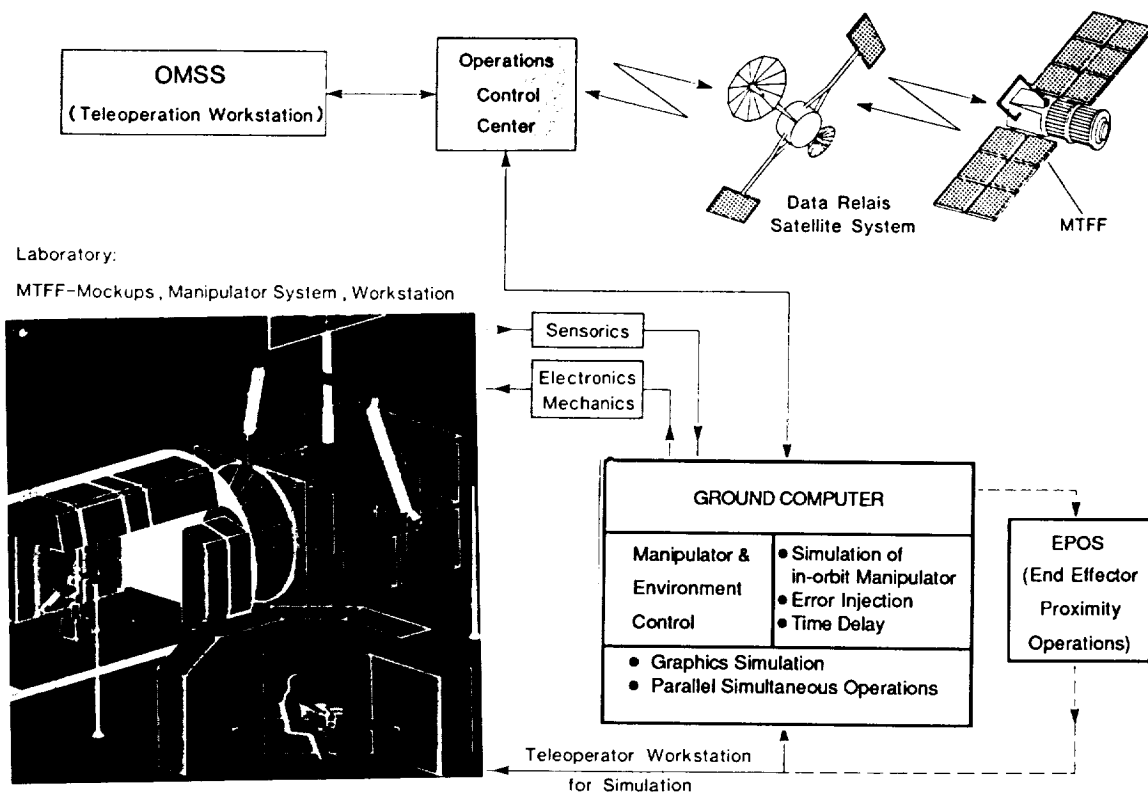 OMSS
(Teleoperation Workstation)
Operations
Control
Center
Data Relais
Satellite System
MTFF
Laboratory:
MTFF-Mockups, Manipulator System, Workstation
Sensorics
Electronics
Mechanics
GROUND COMPUTER
Manipulator &
Environment
Control
● Simulation of
in-orbit Manipulator
● Error Injection
● Time Delay
● Graphics Simulation
● Parallel Simultaneous Operations
EPOS
(End Effector
Proximity
Operations)
Teleoperator Workstation
for Simulation